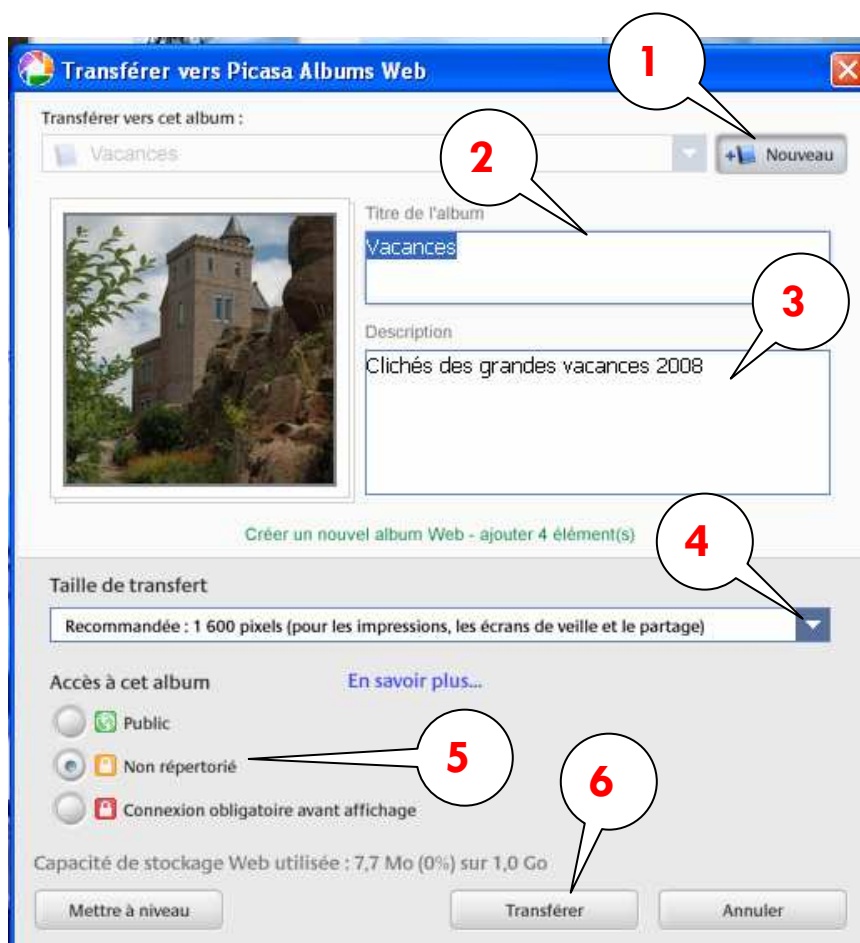 1
Transférer vers Picasa Albums Web
Transférer vers cet album :
Vacances
Nouveau
2
Titre de l'album
Vacances
3
Description
Clichés des grandes vacances 2008
Créer un nouvel album Web - ajouter 4 élément(s)
4
Taille de transfert
Recommandée : 1 600 pixels (pour les impressions, les écrans de veille et le partage)
Accès à cet album
En savoir plus...
Public
Non répertorié
5
6
Connexion obligatoire avant affichage
Capacité de stockage Web utilisée : 7,7 Mo (0%) sur 1,0 Go
Mettre à niveau
Transférer
Annuler